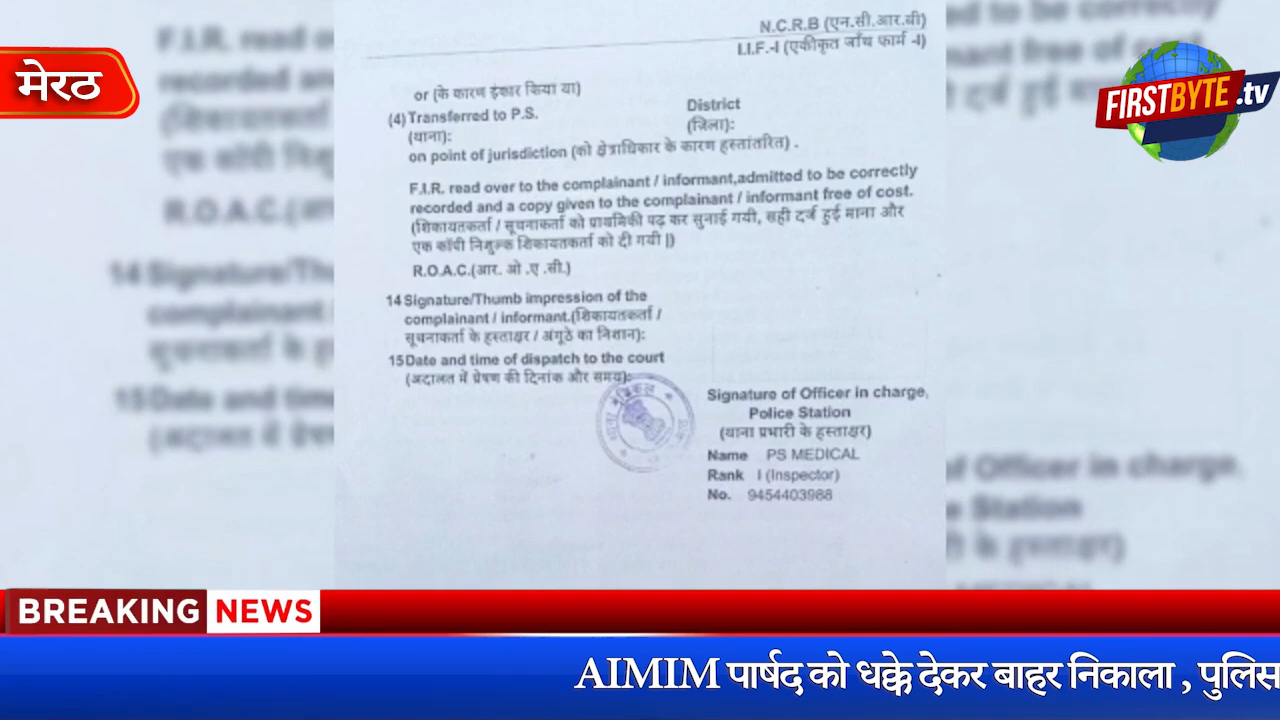 मेरठ
FIRSTBYTE.tv
N.C.R.B (एन.सी.आर.बी)
I.I.F.-I (एकीकृत जाँच फार्म -I)
or (के कारण इंकार किया या)
(4) Transferred to P.S.
District
(थाना):
(जिला):
on point of jurisdiction (को क्षेत्राधिकार के कारण हस्तांतरित) .
F.I.R. read over to the complainant / informant,admitted to be correctly
recorded and a copy given to the complainant / informant free of cost.
(शिकायतकर्ता / सूचनाकर्ता को प्राथमिकी पढ़ कर सुनाई गयी, सही दर्ज हुई माना और
एक कॉपी निशुल्क शिकायतकर्ता को दी गयी |)
R.O.A.C.(आर. ओ .ए .सी.)
14 Signature/Thumb impression of the
complainant / informant.(शिकायतकर्ता /
सूचनाकर्ता के हस्ताक्षर / अंगूठे का निशान):
15 Date and time of dispatch to the court
(अदालत में प्रेषण की दिनांक और समय):
Signature of Officer in charge,
Police Station
(थाना प्रभारी के हस्ताक्षर)
Name PS MEDICAL
Rank I (Inspector)
No. 9454403988
BREAKING NEWS
AIMIM पार्षद को धक्के देकर बाहर निकाला , पुलिस